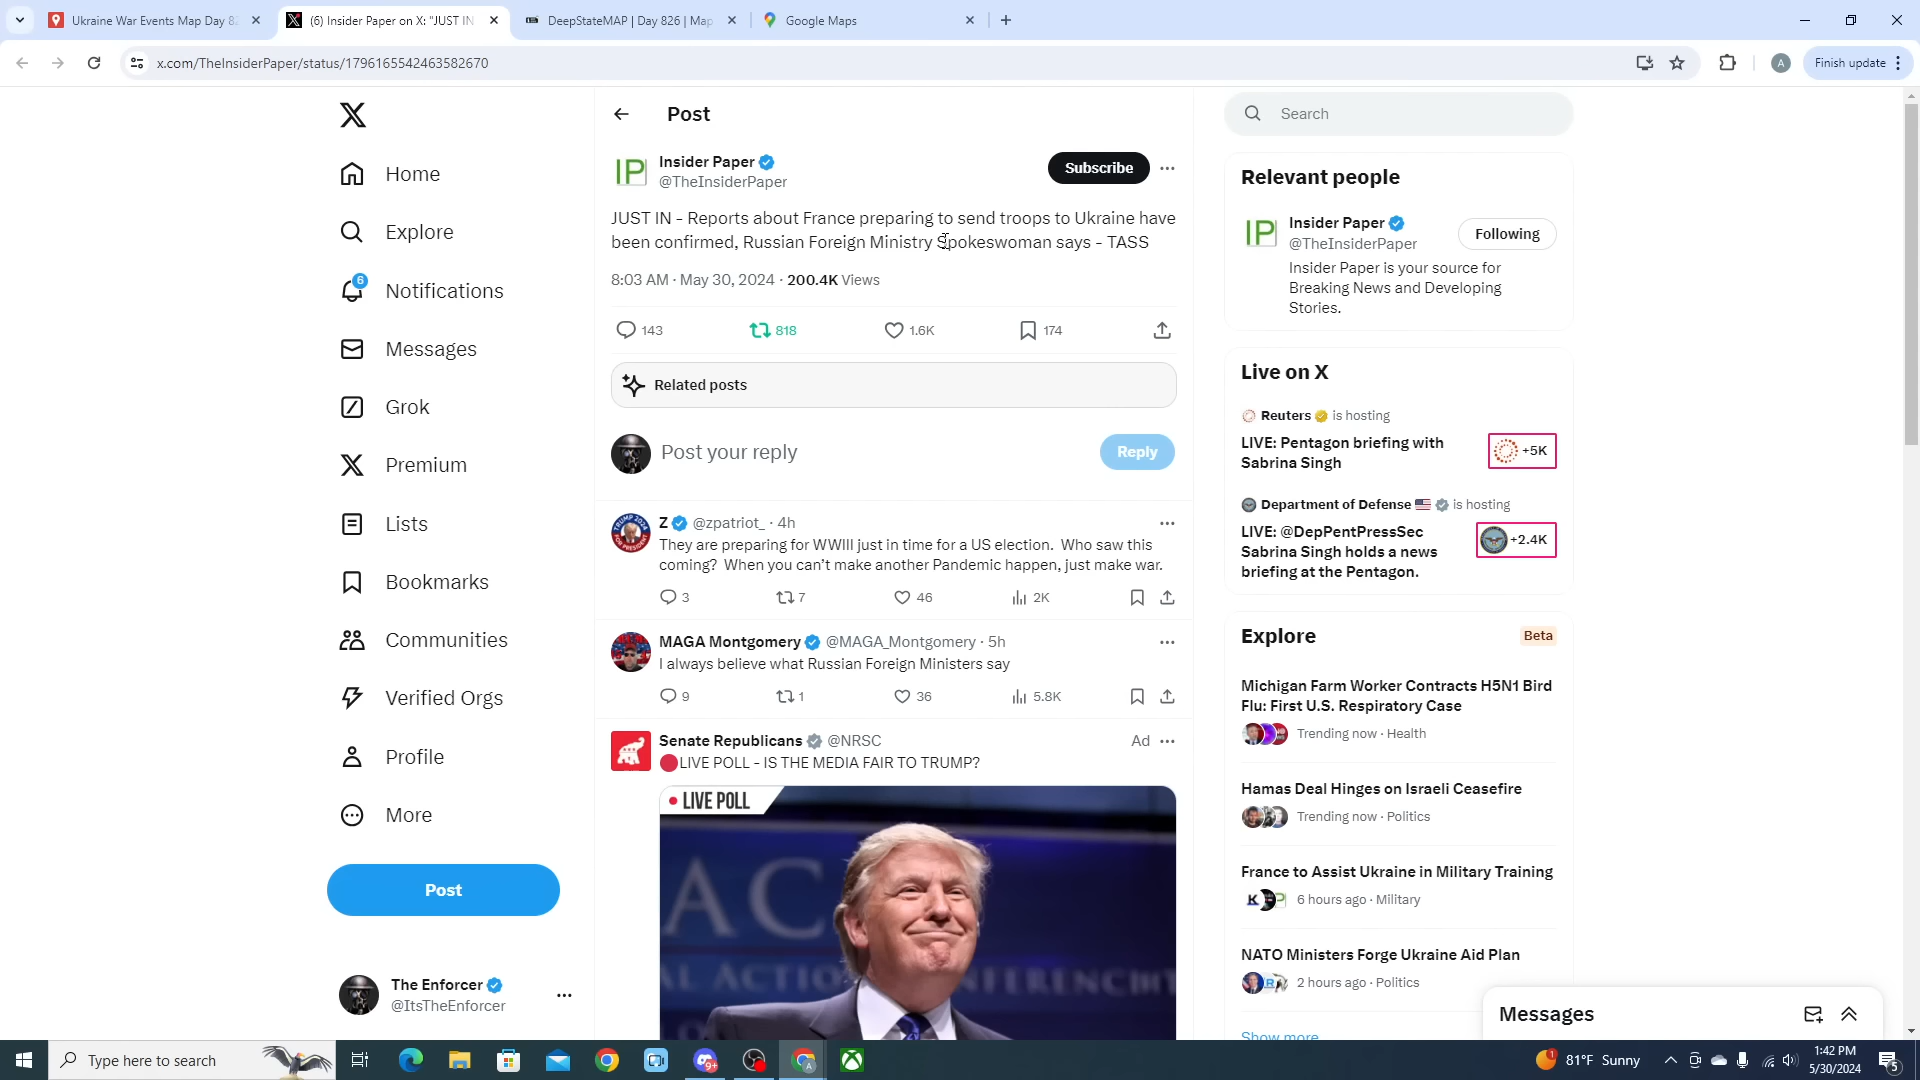 Ukraine War Events Map Day 82
(6) Insider Paper on X: "JUST IN
DeepStateMAP | Day 826 | Map
Google Maps
x.com/TheInsiderPaper/status/1796165542463582670
A
Finish update
Home
Explore
6
Notifications
Messages
Grok
Premium
Lists
Bookmarks
Communities
Verified Orgs
Profile
More
Post
The Enforcer
@ItsTheEnforcer
Post
IP
Insider Paper
@TheInsiderPaper
Subscribe
JUST IN - Reports about France preparing to send troops to Ukraine have
been confirmed, Russian Foreign Ministry Spokeswoman says - TASS
8:03 AM · May 30, 2024 · 200.4K Views
143
818
1.6K
174
Related posts
Post your reply
Reply
Z @zpatriot_ · 4h
They are preparing for WWIII just in time for a US election. Who saw this
coming? When you can’t make another Pandemic happen, just make war.
3
7
46
2K
MAGA Montgomery @MAGA_Montgomery · 5h
I always believe what Russian Foreign Ministers say
9
1
36
5.8K
Senate Republicans @NRSC
Ad
LIVE POLL - IS THE MEDIA FAIR TO TRUMP?
LIVE POLL
AC
AL ACTIO NFERENC
Search
Relevant people
IP
Insider Paper
@TheInsiderPaper
Following
Insider Paper is your source for
Breaking News and Developing
Stories.
Live on X
Reuters is hosting
LIVE: Pentagon briefing with
Sabrina Singh
+5K
Department of Defense is hosting
LIVE: @DepPentPressSec
Sabrina Singh holds a news
briefing at the Pentagon.
+2.4K
Explore
Beta
Michigan Farm Worker Contracts H5N1 Bird
Flu: First U.S. Respiratory Case
Trending now · Health
Hamas Deal Hinges on Israeli Ceasefire
Trending now · Politics
France to Assist Ukraine in Military Training
6 hours ago · Military
NATO Ministers Forge Ukraine Aid Plan
2 hours ago · Politics
Show more
Messages
Type here to search
9+
1
81°F Sunny
1:42 PM
5/30/2024
5